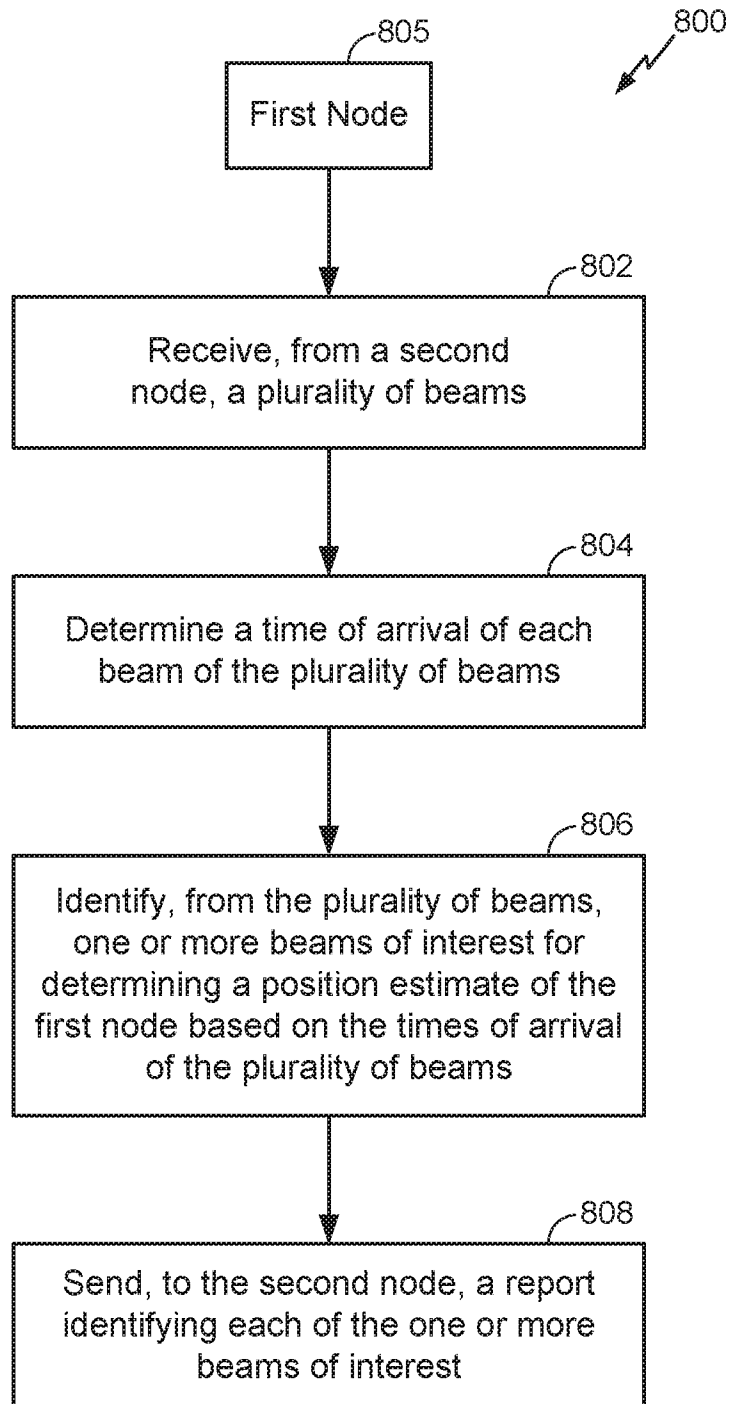 800
805
First Node
802
Receive, from a second
node, a plurality of beams
804
Determine a time of arrival of each
beam of the plurality of beams
806
Identify, from the plurality of beams,
one or more beams of interest for
determining a position estimate of the
first node based on the times of arrival
of the plurality of beams
808
Send, to the second node, a report
identifying each of the one or more
beams of interest